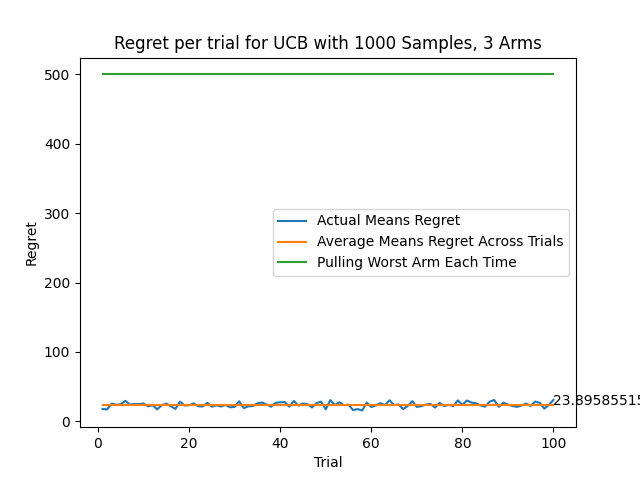 Regret per trial for UCB with 1000 Samples, 3 Arms
500
400
300
200
100
0
Regret
Actual Means Regret
Average Means Regret Across Trials
Pulling Worst Arm Each Time
23.89585515
0 20 40 60 80 100
Trial